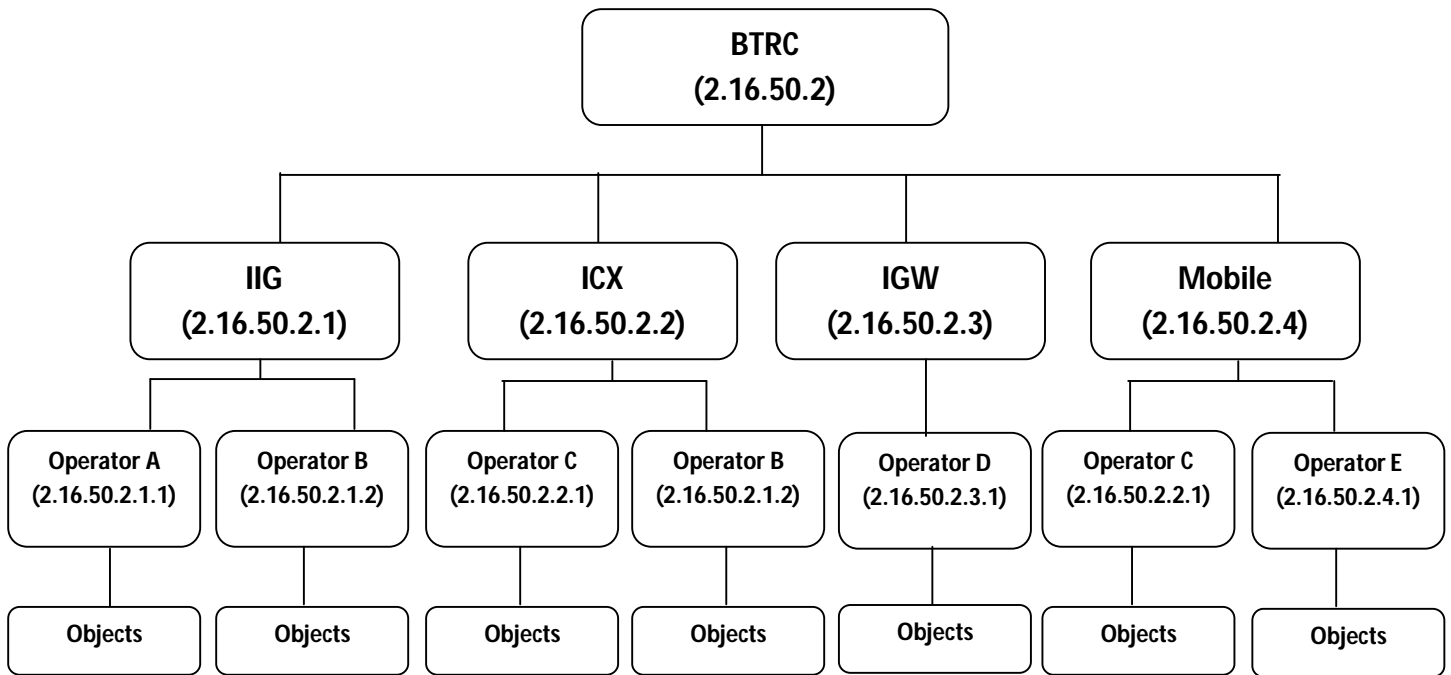 BTRC
(2.16.50.2)
IIG
(2.16.50.2.1)
ICX
(2.16.50.2.2)
IGW
(2.16.50.2.3)
Mobile
(2.16.50.2.4)
Operator A
(2.16.50.2.1.1)
Operator B
(2.16.50.2.1.2)
Operator C
(2.16.50.2.2.1)
Operator B
(2.16.50.2.1.2)
Operator D
(2.16.50.2.3.1)
Operator C
(2.16.50.2.2.1)
Operator E
(2.16.50.2.4.1)
Objects
Objects
Objects
Objects
Objects
Objects
Objects